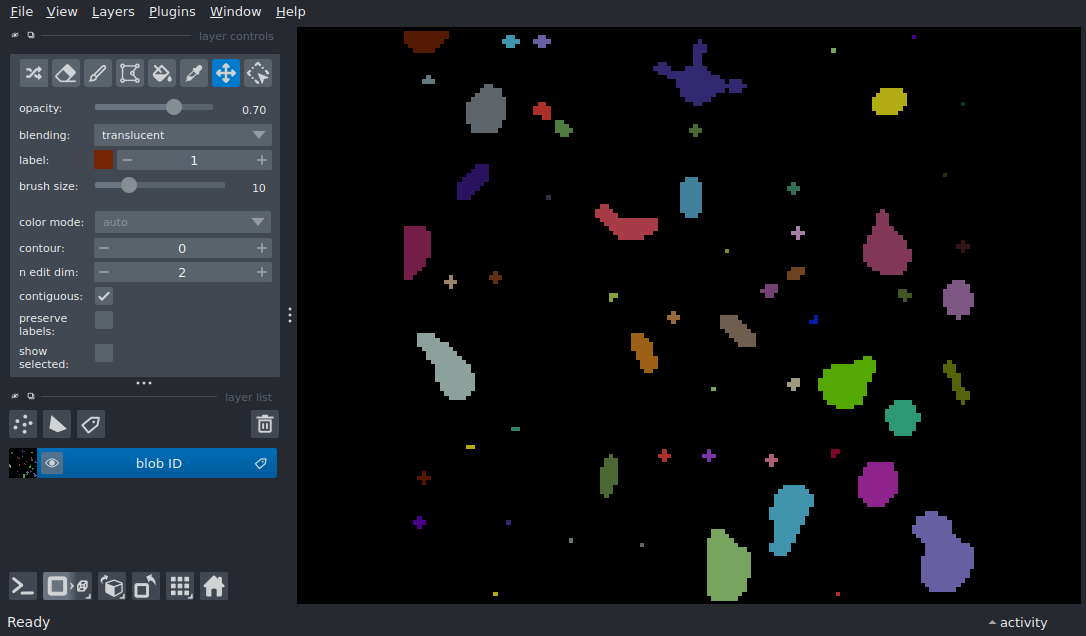 File View Layers Plugins Window Help
layer controls
opacity: 0.70
blending: translucent
label: 1
brush size: 10
color mode: auto
contour: 0
n edit dim: 2
contiguous:
preserve
labels:
show
selected:
layer list
blob ID
Ready
activity